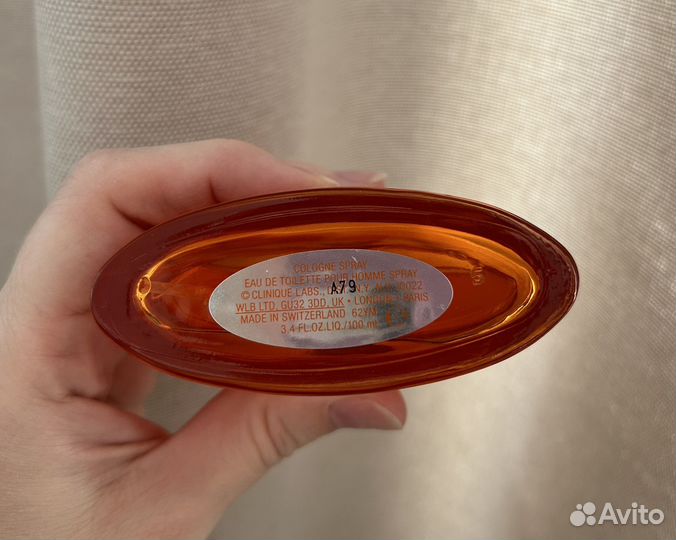 COLOGNE SPRAY
EAU DE TOILETTE POUR HOMME SPRAY
© CLINIQUE LABS., 10022
A79
WLB LTD, GU32 3DD, UK • LONDON • PARIS
MADE IN SWITZERLAND 62YM
3.4 FL.OZ.LIQ./100 mL
Avito